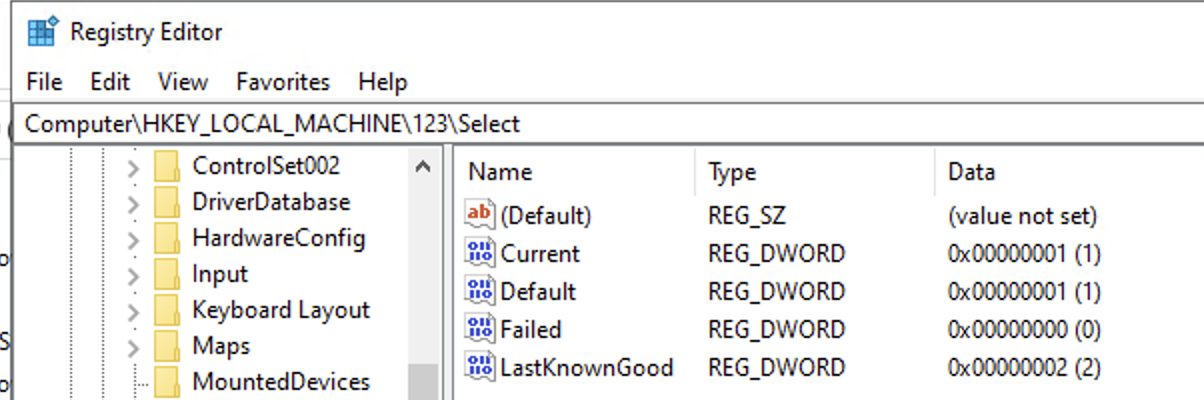 Registry Editor
File Edit View Favorites Help
Computer\HKEY_LOCAL_MACHINE\123\Select
ControlSet002
DriverDatabase
HardwareConfig
Input
Keyboard Layout
Maps
MountedDevices
Name Type Data
(Default) REG_SZ (value not set)
Current REG_DWORD 0x00000001 (1)
Default REG_DWORD 0x00000001 (1)
Failed REG_DWORD 0x00000000 (0)
LastKnownGood REG_DWORD 0x00000002 (2)